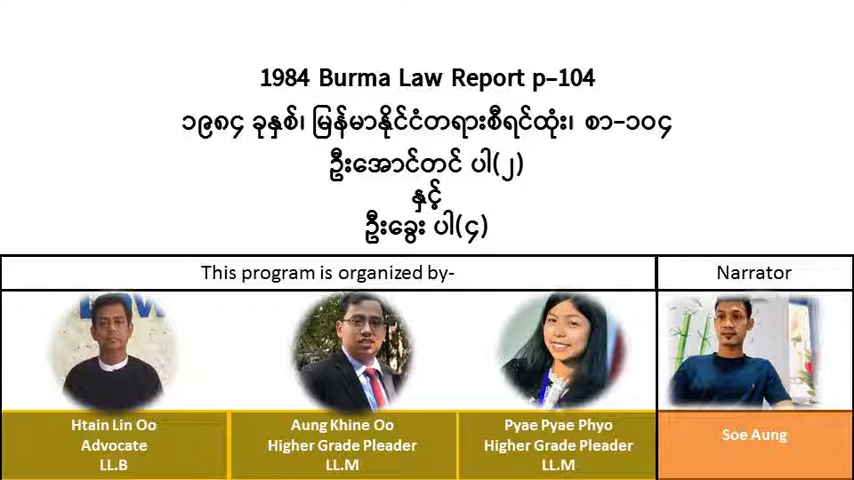 1984 Burma Law Report p-104
၁၉၈၄ ခုနှစ်၊ မြန်မာနိုင်ငံတရားစီရင်ထုံး၊ စာ-၁၀၄
ဦးအောင်တင် ပါ(၂)
နှင့်
ဦးခွေး ပါ(၄)
This program is organized by-
Narrator
Htain Lin Oo
Advocate
LL.B
Aung Khine Oo
Higher Grade Pleader
LL.M
Pyae Pyae Phyo
Higher Grade Pleader
LL.M
Soe Aung